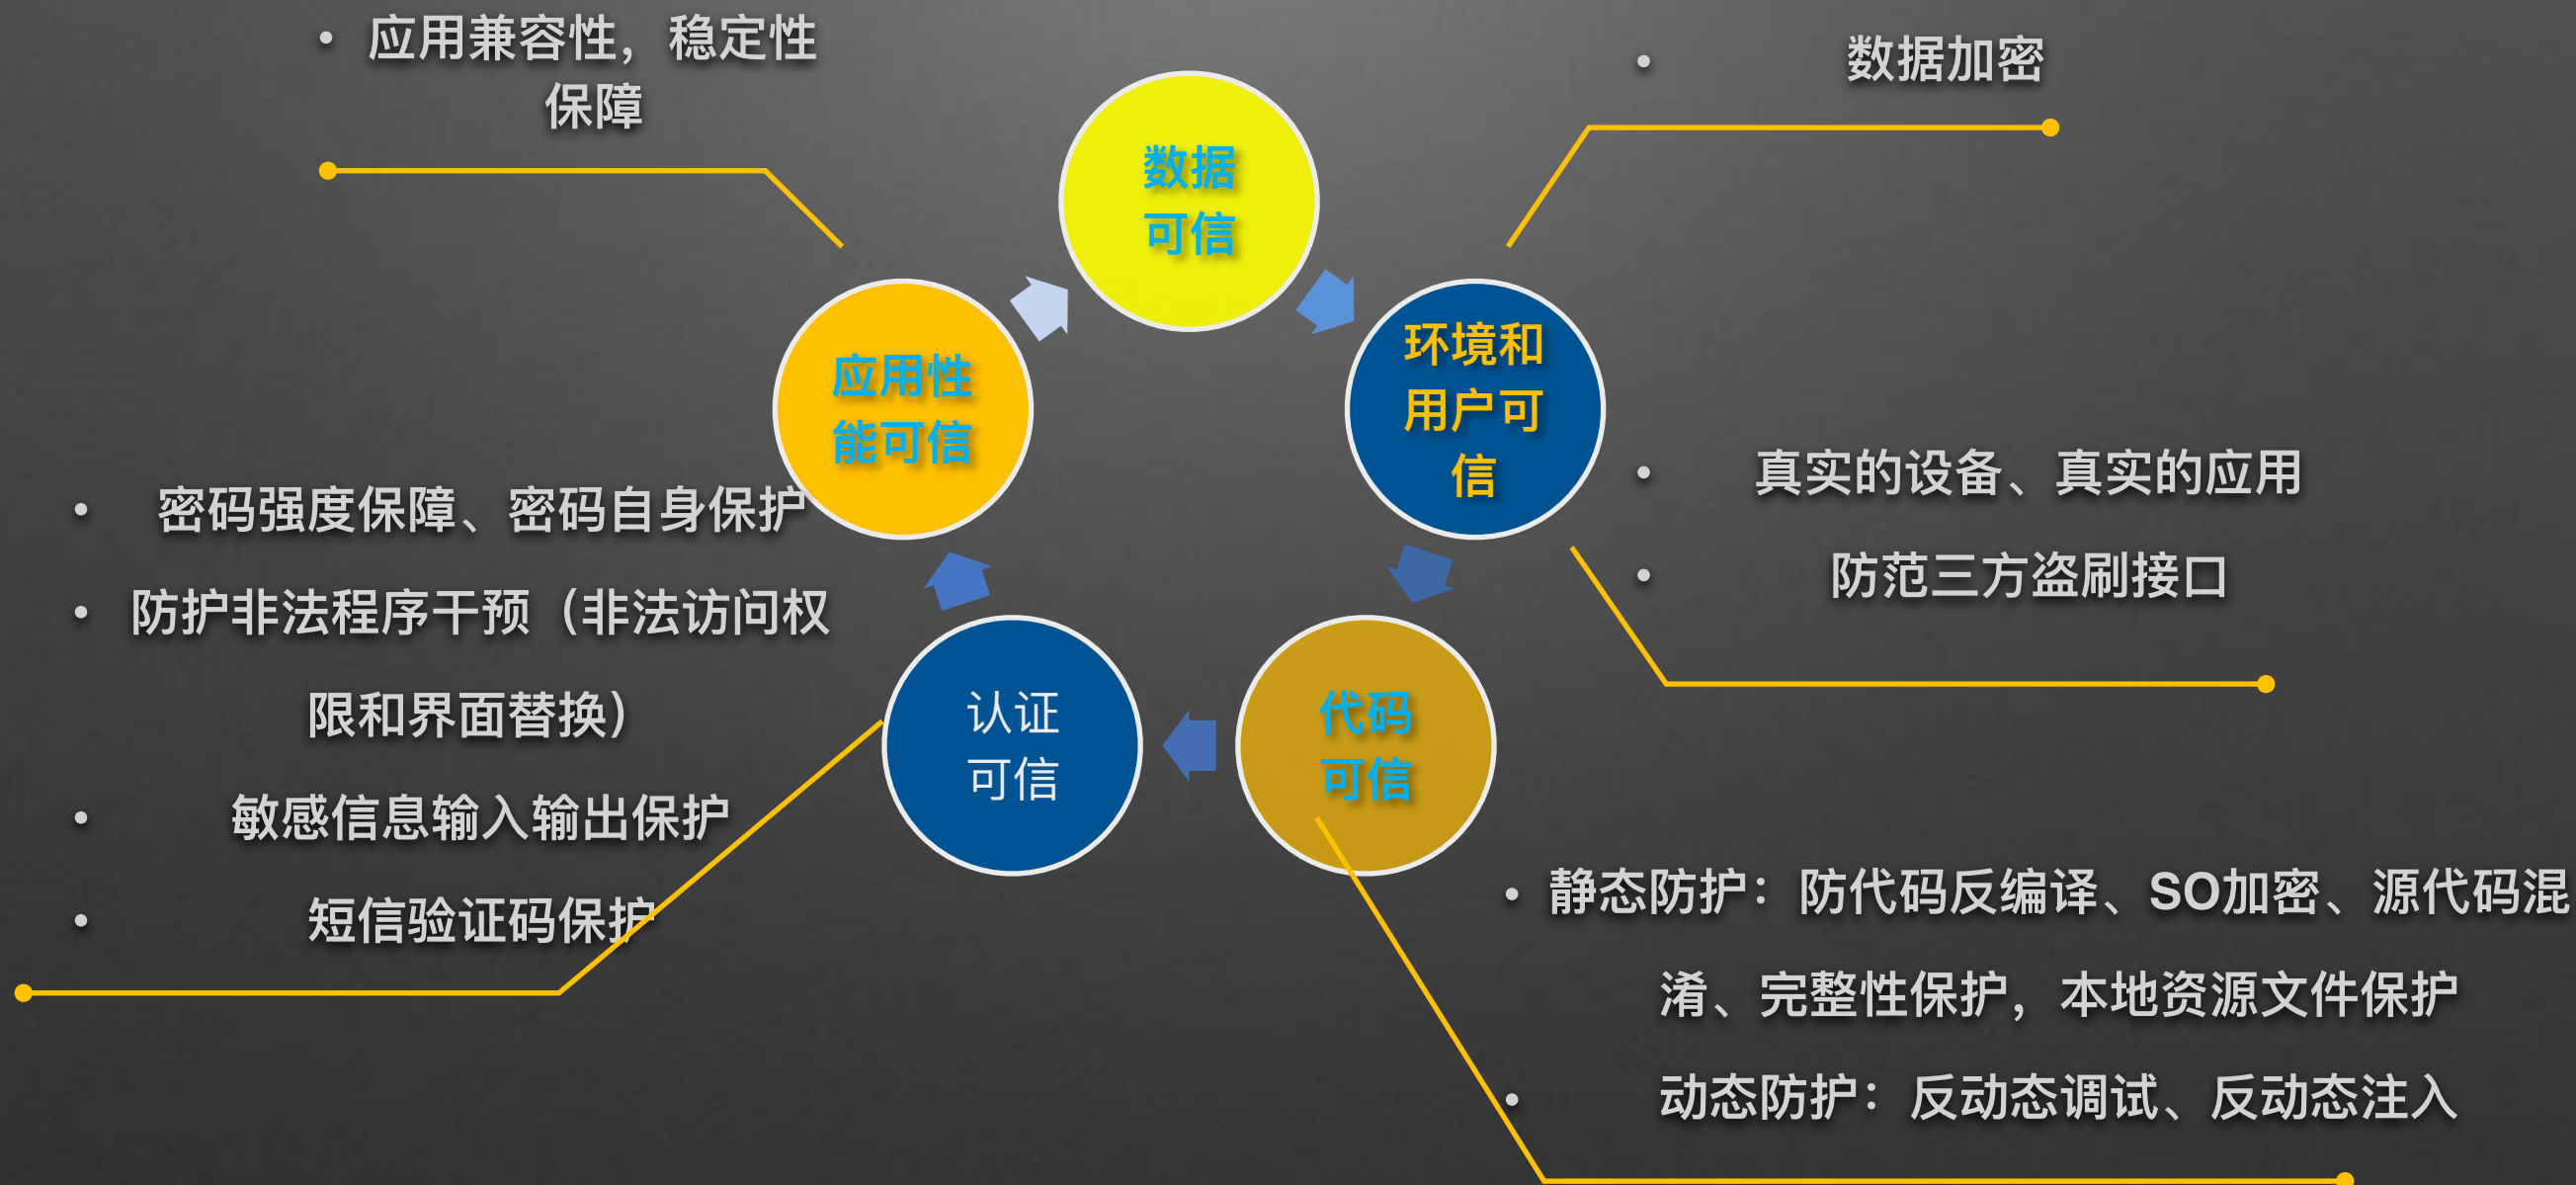 • 应用兼容性，稳定性
保障
• 数据加密
数据
可信
应用性
能可信
环境和
用户可
信
• 真实的设备、真实的应用
• 防范三方盗刷接口
• 密码强度保障、密码自身保护
• 防护非法程序干预（非法访问权
限和界面替换）
• 敏感信息输入输出保护
• 短信验证码保护
认证
可信
代码
可信
• 静态防护：防代码反编译、SO加密、源代码混
淆、完整性保护，本地资源文件保护
• 动态防护：反动态调试、反动态注入